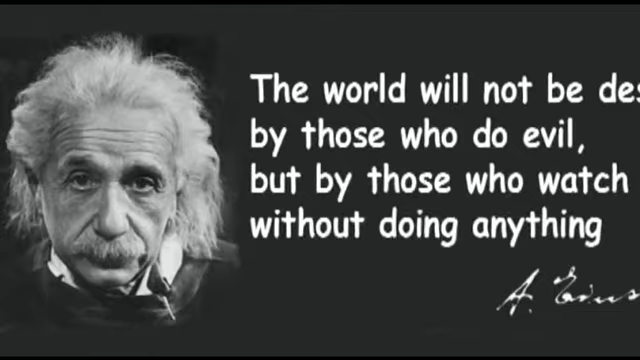 The world will not be des
by those who do evil,
but by those who watch
without doing anything
A. Eins